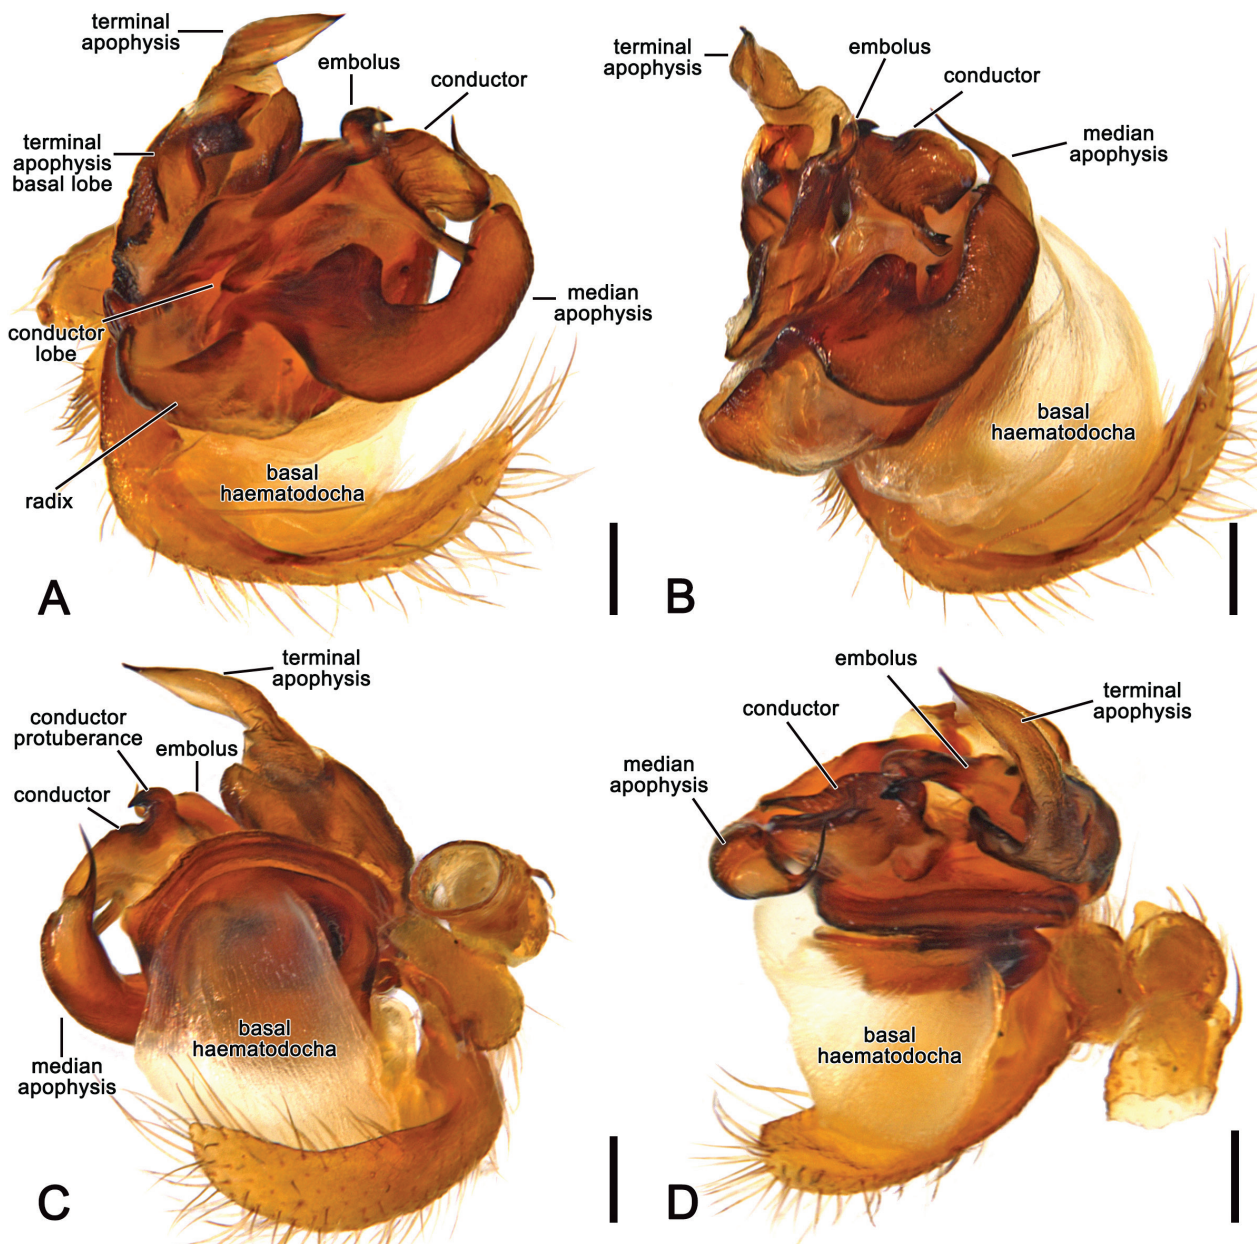 terminal
apophysis
embolus
conductor
terminal
apophysis
basal lobe
median
apophysis
conductor
lobe
radix
basal
haematodocha
A
terminal
apophysis
embolus
conductor
median
apophysis
basal
haematodocha
B
terminal
apophysis
conductor
protuberance
embolus
conductor
median
apophysis
basal
haematodocha
C
embolus
conductor
terminal
apophysis
median
apophysis
basal
haematodocha
D